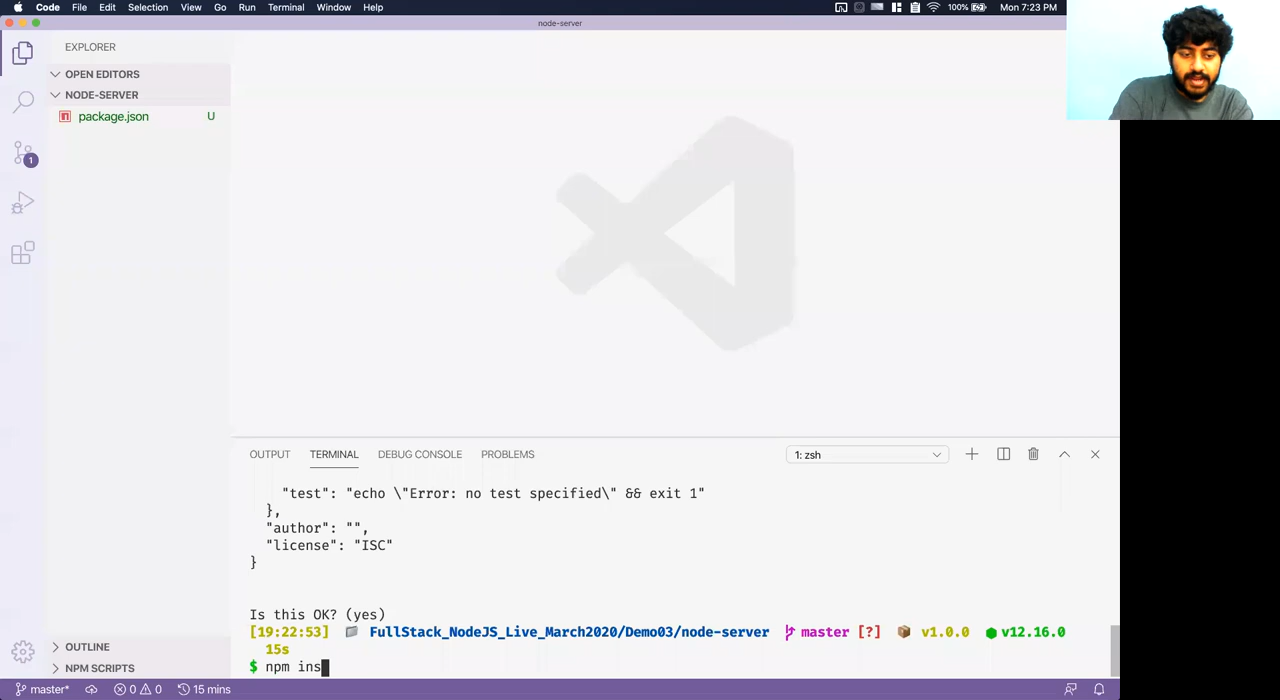 Code File Edit Selection View Go Run Terminal Window Help 100% Mon 7:23 PM
node-server
EXPLORER
OPEN EDITORS
NODE-SERVER
package.json U
1
OUTPUT TERMINAL DEBUG CONSOLE PROBLEMS 1: zsh
"test": "echo \"Error: no test specified\" && exit 1"
},
"author": "",
"license": "ISC"
}
Is this OK? (yes)
[19:22:53] FullStack_NodeJS_Live_March2020/Demo03/node-server master [?] v1.0.0 v12.16.0
15s
$ npm ins
OUTLINE
NPM SCRIPTS
master* 0 0 15 mins